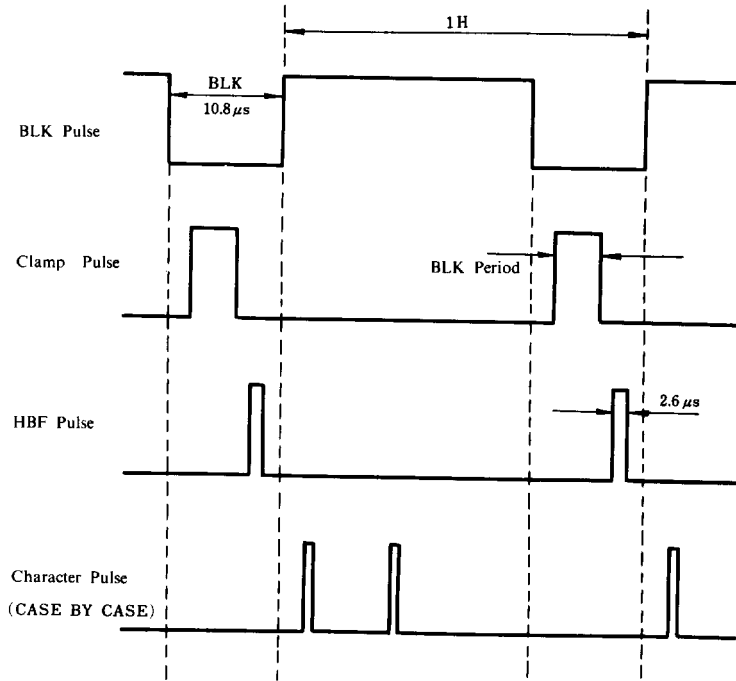 1H
BLK
10.8μs
BLK Pulse
Clamp Pulse
BLK Period
HBF Pulse
2.6μs
Character Pulse
(CASE BY CASE)